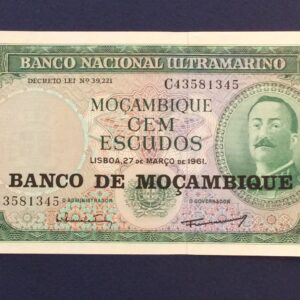 BANCO NACIONAL ULTRAMARINO
DECRETO LEI Nº 39,221
C43581345
MOÇAMBIQUE
CEM
ESCUDOS
LISBOA, 27 DE MARÇO DE 1961.
BANCO DE MOÇAMBIQUE
3581345
O ADMINISTRADOR
O GOVERNADOR